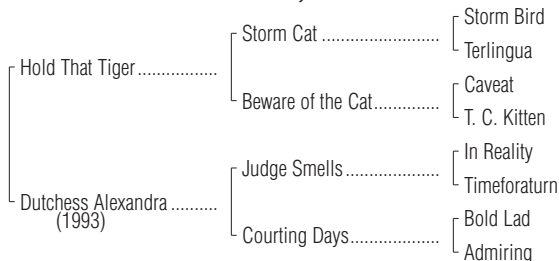 Storm Bird
Storm Cat ........................
Terlingua
Hold That Tiger................
Caveat
Beware of the Cat.............
T. C. Kitten
In Reality
Judge Smells...................
Timeforaturn
Dutchess Alexandra .........
(1993)
Bold Lad
Courting Days..................
Admiring